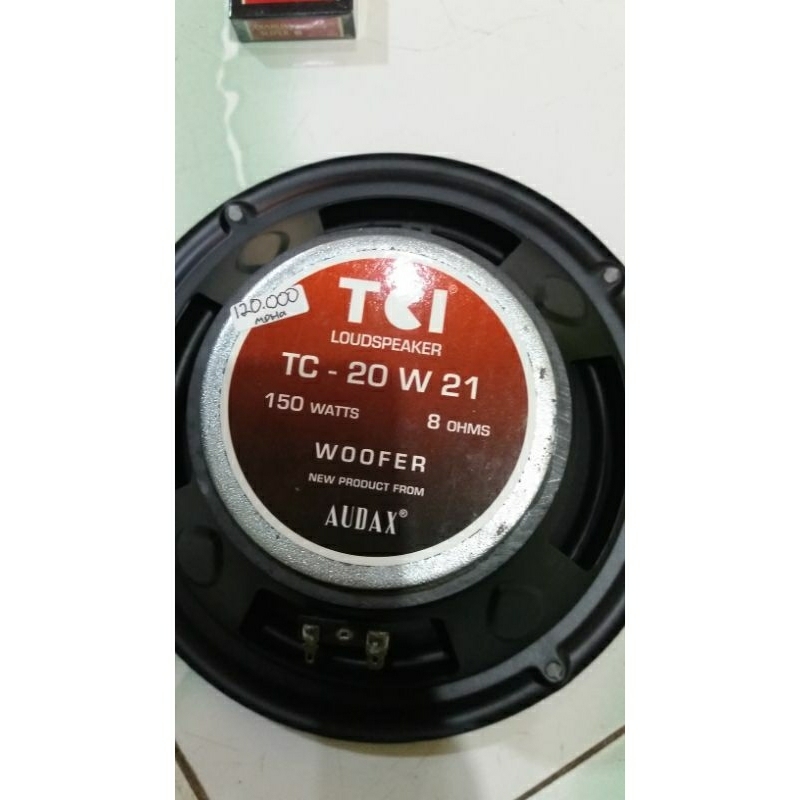 120.000
TCI®
LOUDSPEAKER
TC - 20 W 21
150 WATTS
8 OHMS
WOOFER
NEW PRODUCT FROM
AUDAX®